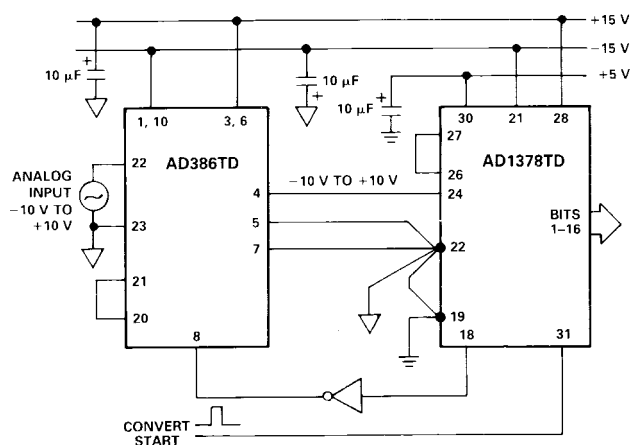 +15 V
−15 V
+5 V
10 μF
+
10 μF
+
10 μF
+
1, 10
3, 6
30
21
28
AD386TD
AD1378TD
27
26
22
ANALOG
INPUT
−10 V TO
+10 V
23
4
−10 V TO +10 V
24
5
7
22
BITS
1–16
21
20
19
8
18
31
CONVERT
START